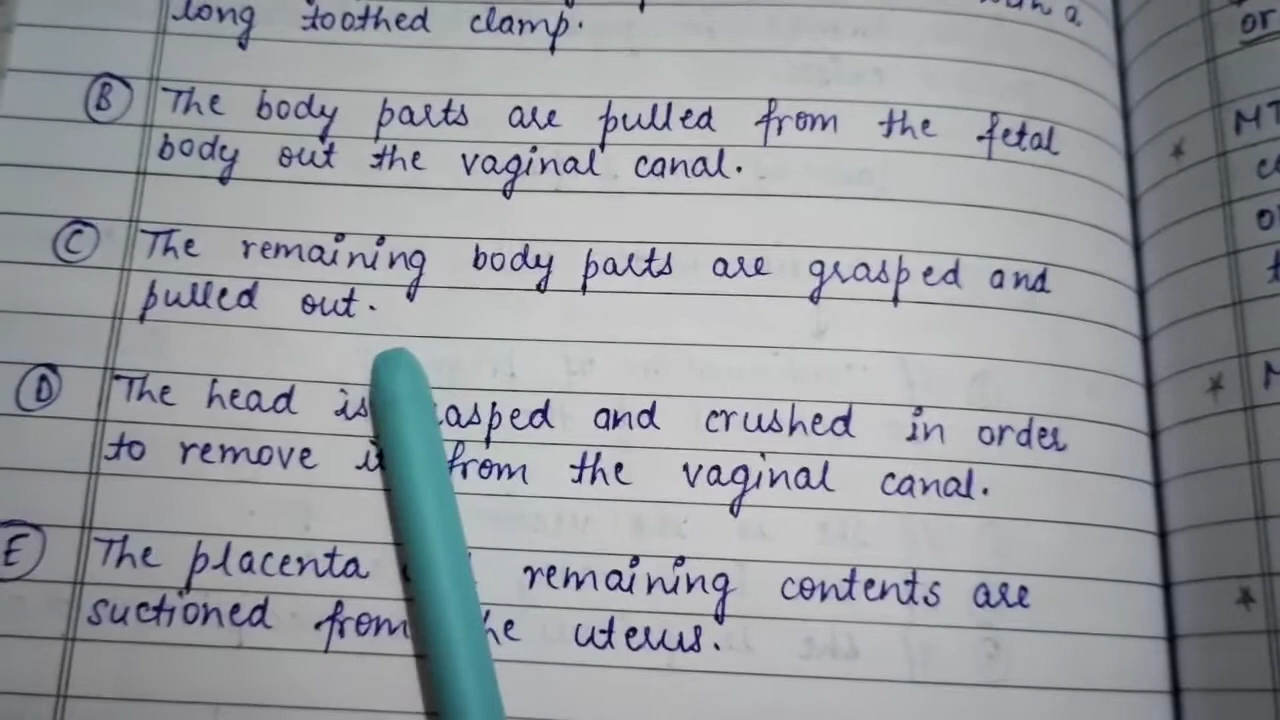 long toothed clamp.
B The body parts are pulled from the fetal
body out the vaginal canal.
C The remaining body parts are grasped and
pulled out.
D The head is asped and crushed in order
to remove i from the vaginal canal.
E The placenta remaining contents are
suctioned from he uterus.
or
MT